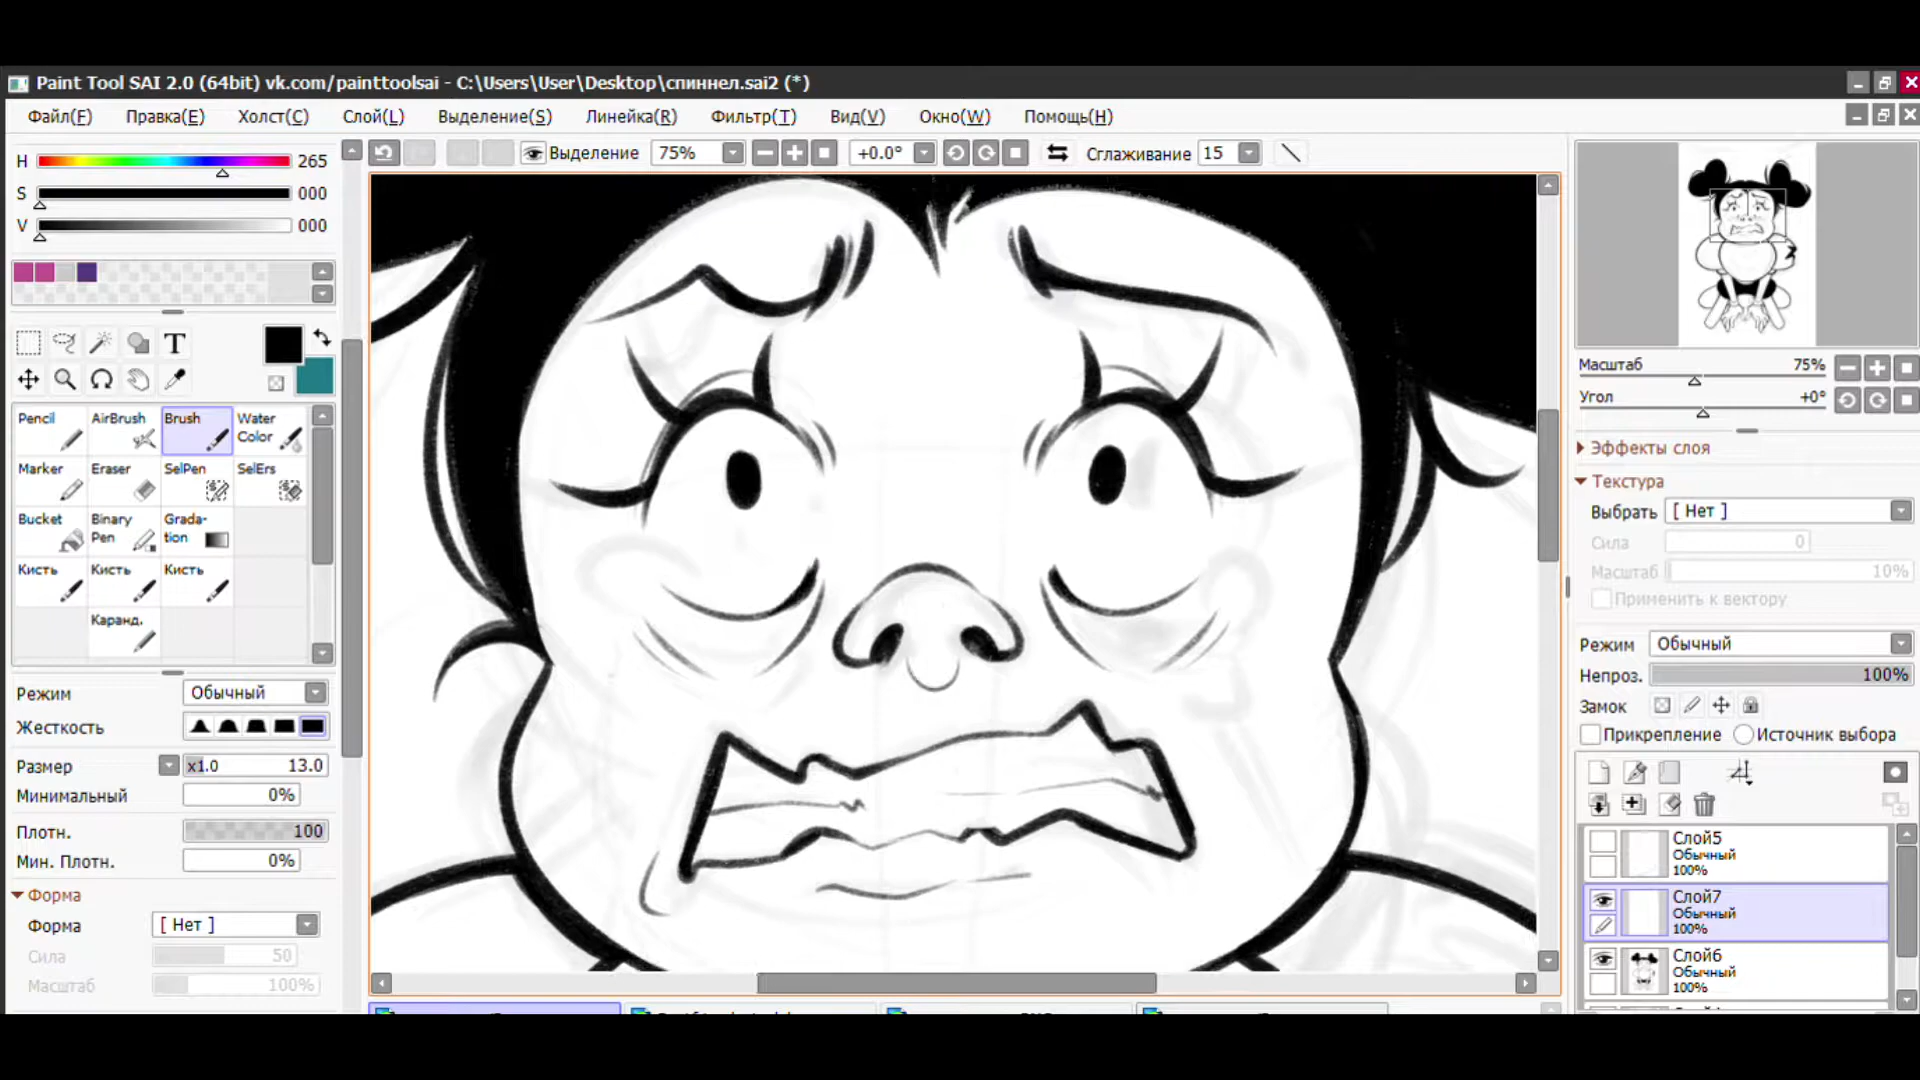 Paint Tool SAI 2.0 (64bit) vk.com/painttoolsai - C:\Users\User\Desktop\спиннел.sai2 (*)
Файл(F) Правка(E) Холст(C) Слой(L) Выделение(S) Линейка(R) Фильтр(T) Вид(V) Окно(W) Помощь(H)
H 265
S 000
V 000
Выделение 75% +0.0° Сглаживание 15
T
Pencil AirBrush Brush Water Color
Marker Eraser SelPen SelErs
Bucket Binary Pen Grada-tion
Кисть Кисть Кисть
Каранд.
Режим Обычный
Жесткость
Размер x1.0 13.0
Минимальный 0%
Плотн. 100
Мин. Плотн. 0%
Форма
Форма [ Нет ]
Сила 50
Масштаб 100%
Масштаб 75%
Угол +0°
Эффекты слоя
Текстура
Выбрать [ Нет ]
Сила 0
Масштаб 10%
Применить к вектору
Режим Обычный
Непроз. 100%
Замок
Прикрепление Источник выбора
Слой5
Обычный
100%
Слой7
Обычный
100%
Слой6
Обычный
100%